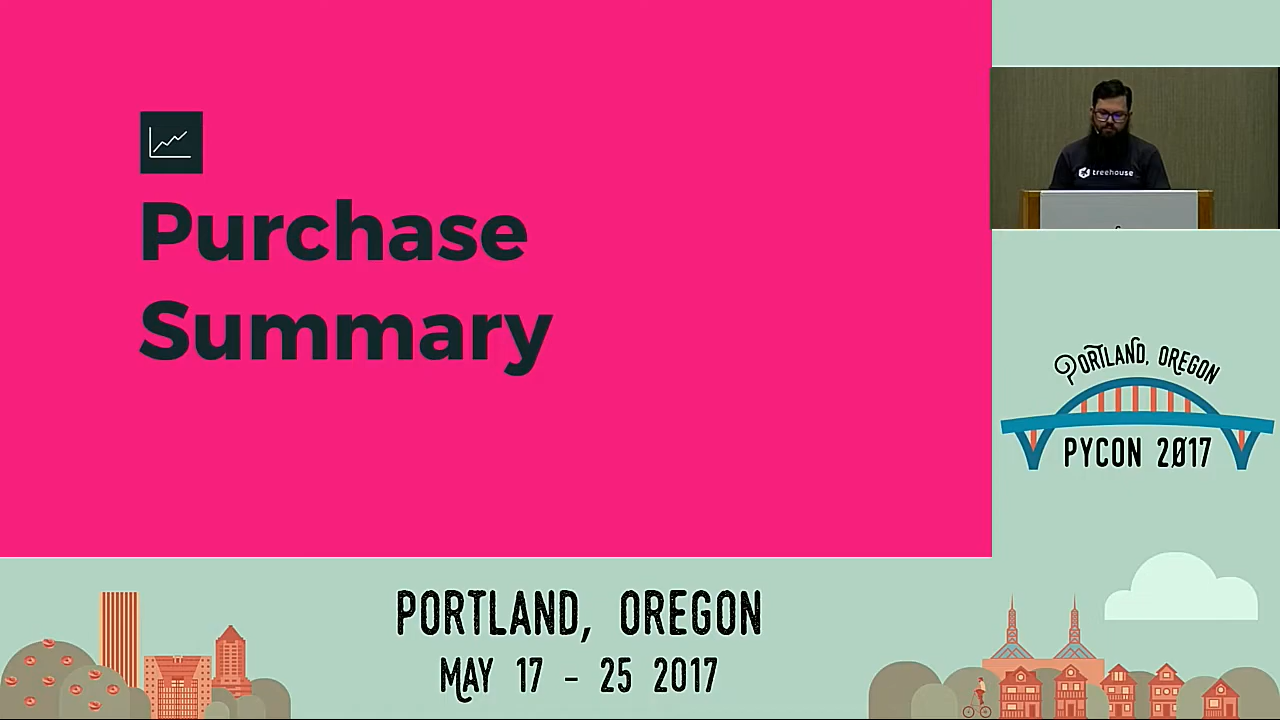 Purchase
Summary
treehouse
PORTLAND, OREGON
PYCON 2017
PORTLAND, OREGON
MAY 17 - 25 2017